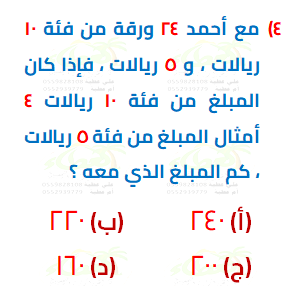 ٤) مع أحمد ٢٤ ورقة من فئة ١٠
ريالات ، و ٥ ريالات ، فإذا كان
المبلغ من فئة ١٠ ريالات ٤
أمثال المبلغ من فئة ٥ ريالات
، كم المبلغ الذي معه ؟
(أ) ٢٤٠ (ب) ٢٢٠
(ج) ٢٠٠ (د) ١٦٠